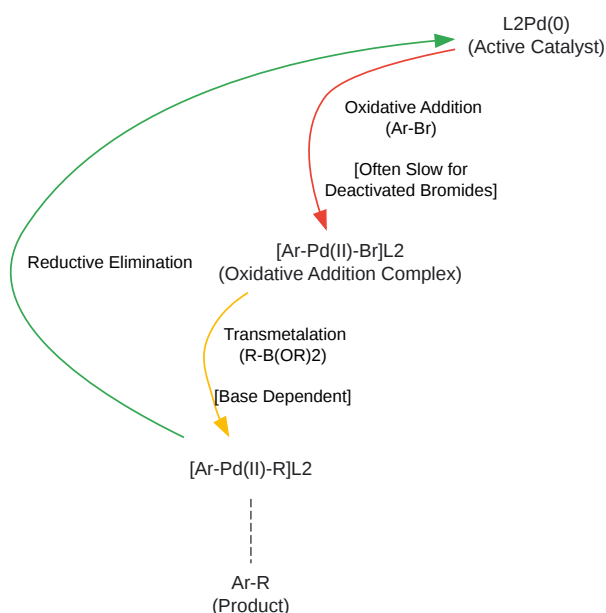 L2Pd(0)
(Active Catalyst)
Oxidative Addition
(Ar-Br)
[Often Slow for
Deactivated Bromides]
[Ar-Pd(II)-Br]L2
(Oxidative Addition Complex)
Reductive Elimination
Transmetalation
(R-B(OR)2)
[Base Dependent]
[Ar-Pd(II)-R]L2
Ar-R
(Product)